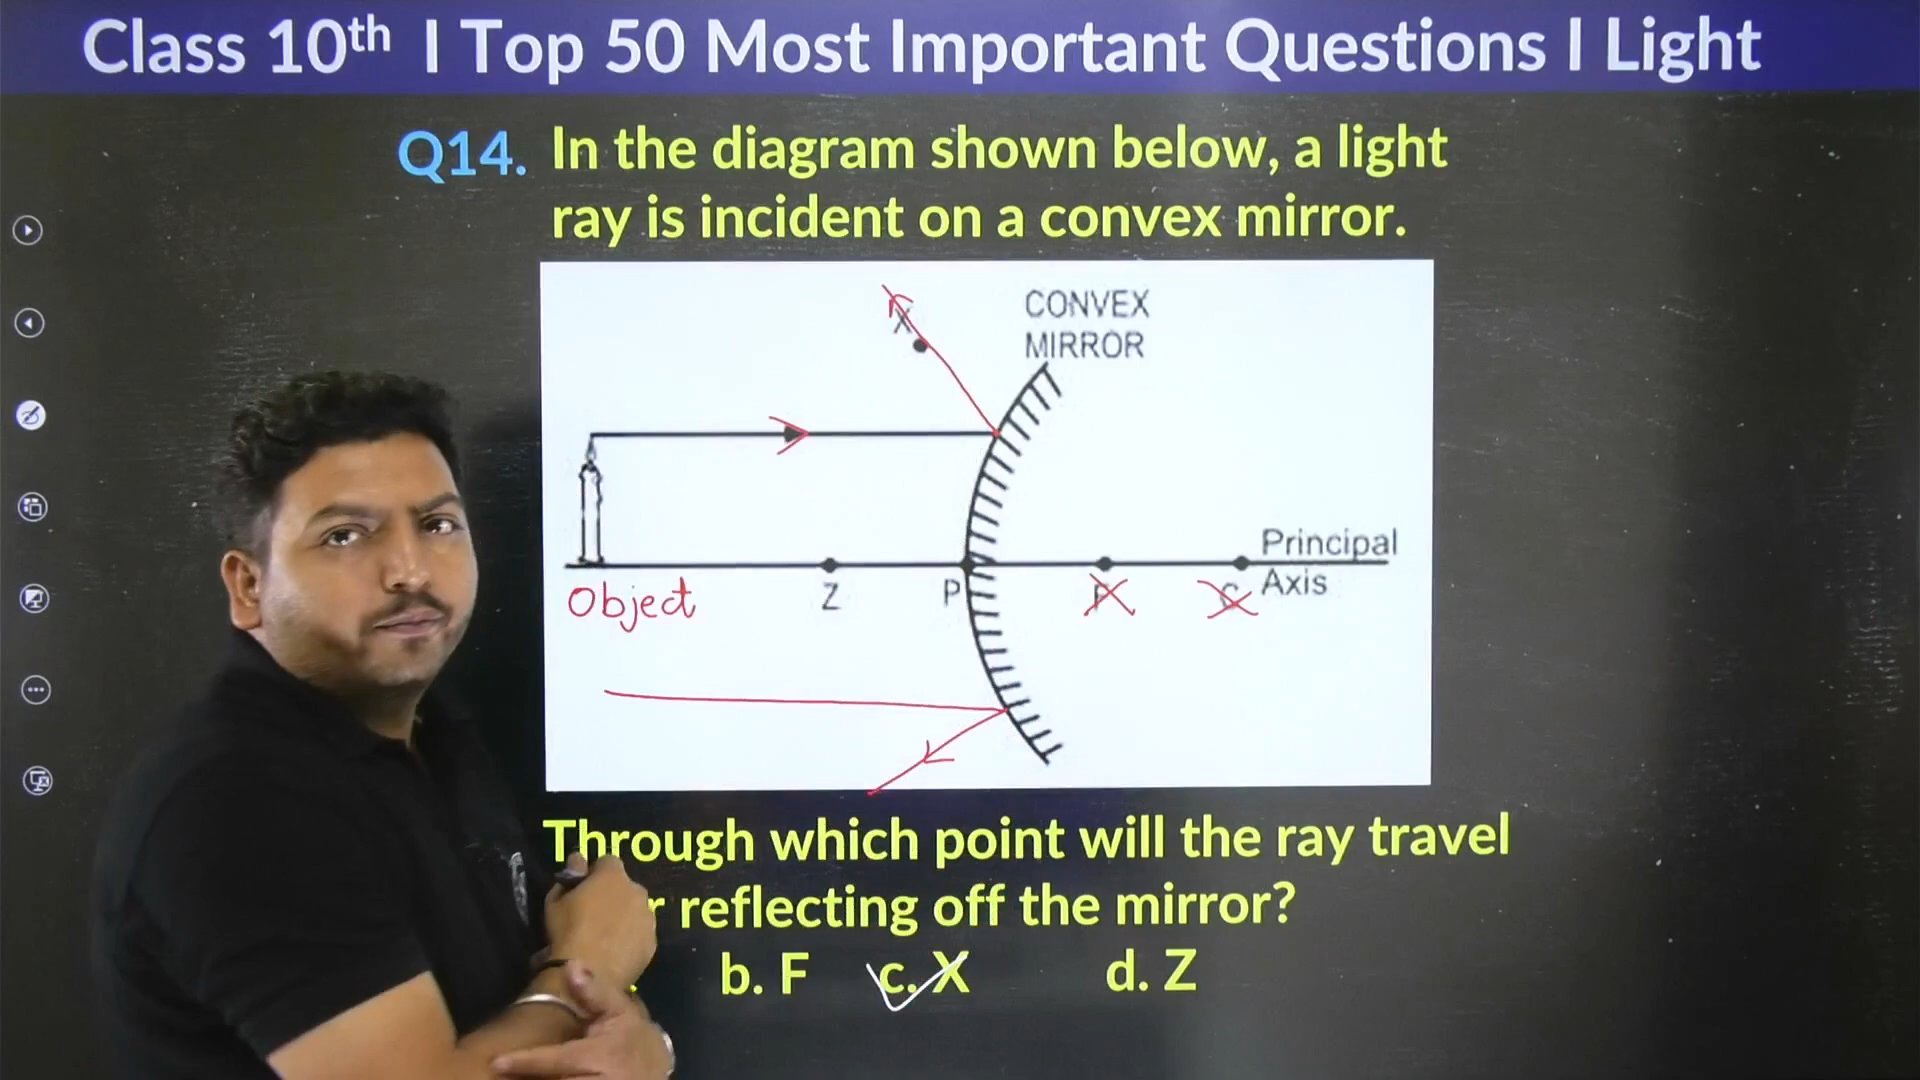 Class 10th I Top 50 Most Important Questions I Light
Q14. In the diagram shown below, a light
ray is incident on a convex mirror.
X
CONVEX
MIRROR
Principal
Axis
Object
Z
P
Through which point will the ray travel
r reflecting off the mirror?
b. F c. X d. Z